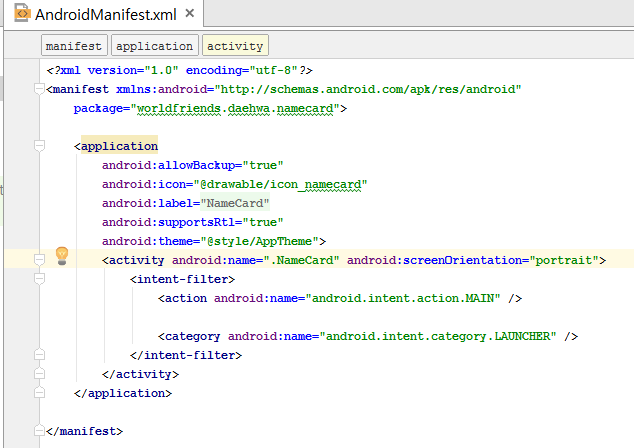 AndroidManifest.xml ×
manifest application activity
<?xml version="1.0" encoding="utf-8"?>
<manifest xmlns:android="http://schemas.android.com/apk/res/android"
    package="worldfriends.daehwa.namecard">

    <application
        android:allowBackup="true"
        android:icon="@drawable/icon_namecard"
        android:label="NameCard"
        android:supportsRtl="true"
        android:theme="@style/AppTheme">
        <activity android:name=".NameCard" android:screenOrientation="portrait">
            <intent-filter>
                <action android:name="android.intent.action.MAIN" />

                <category android:name="android.intent.category.LAUNCHER" />
            </intent-filter>
        </activity>
    </application>

</manifest>